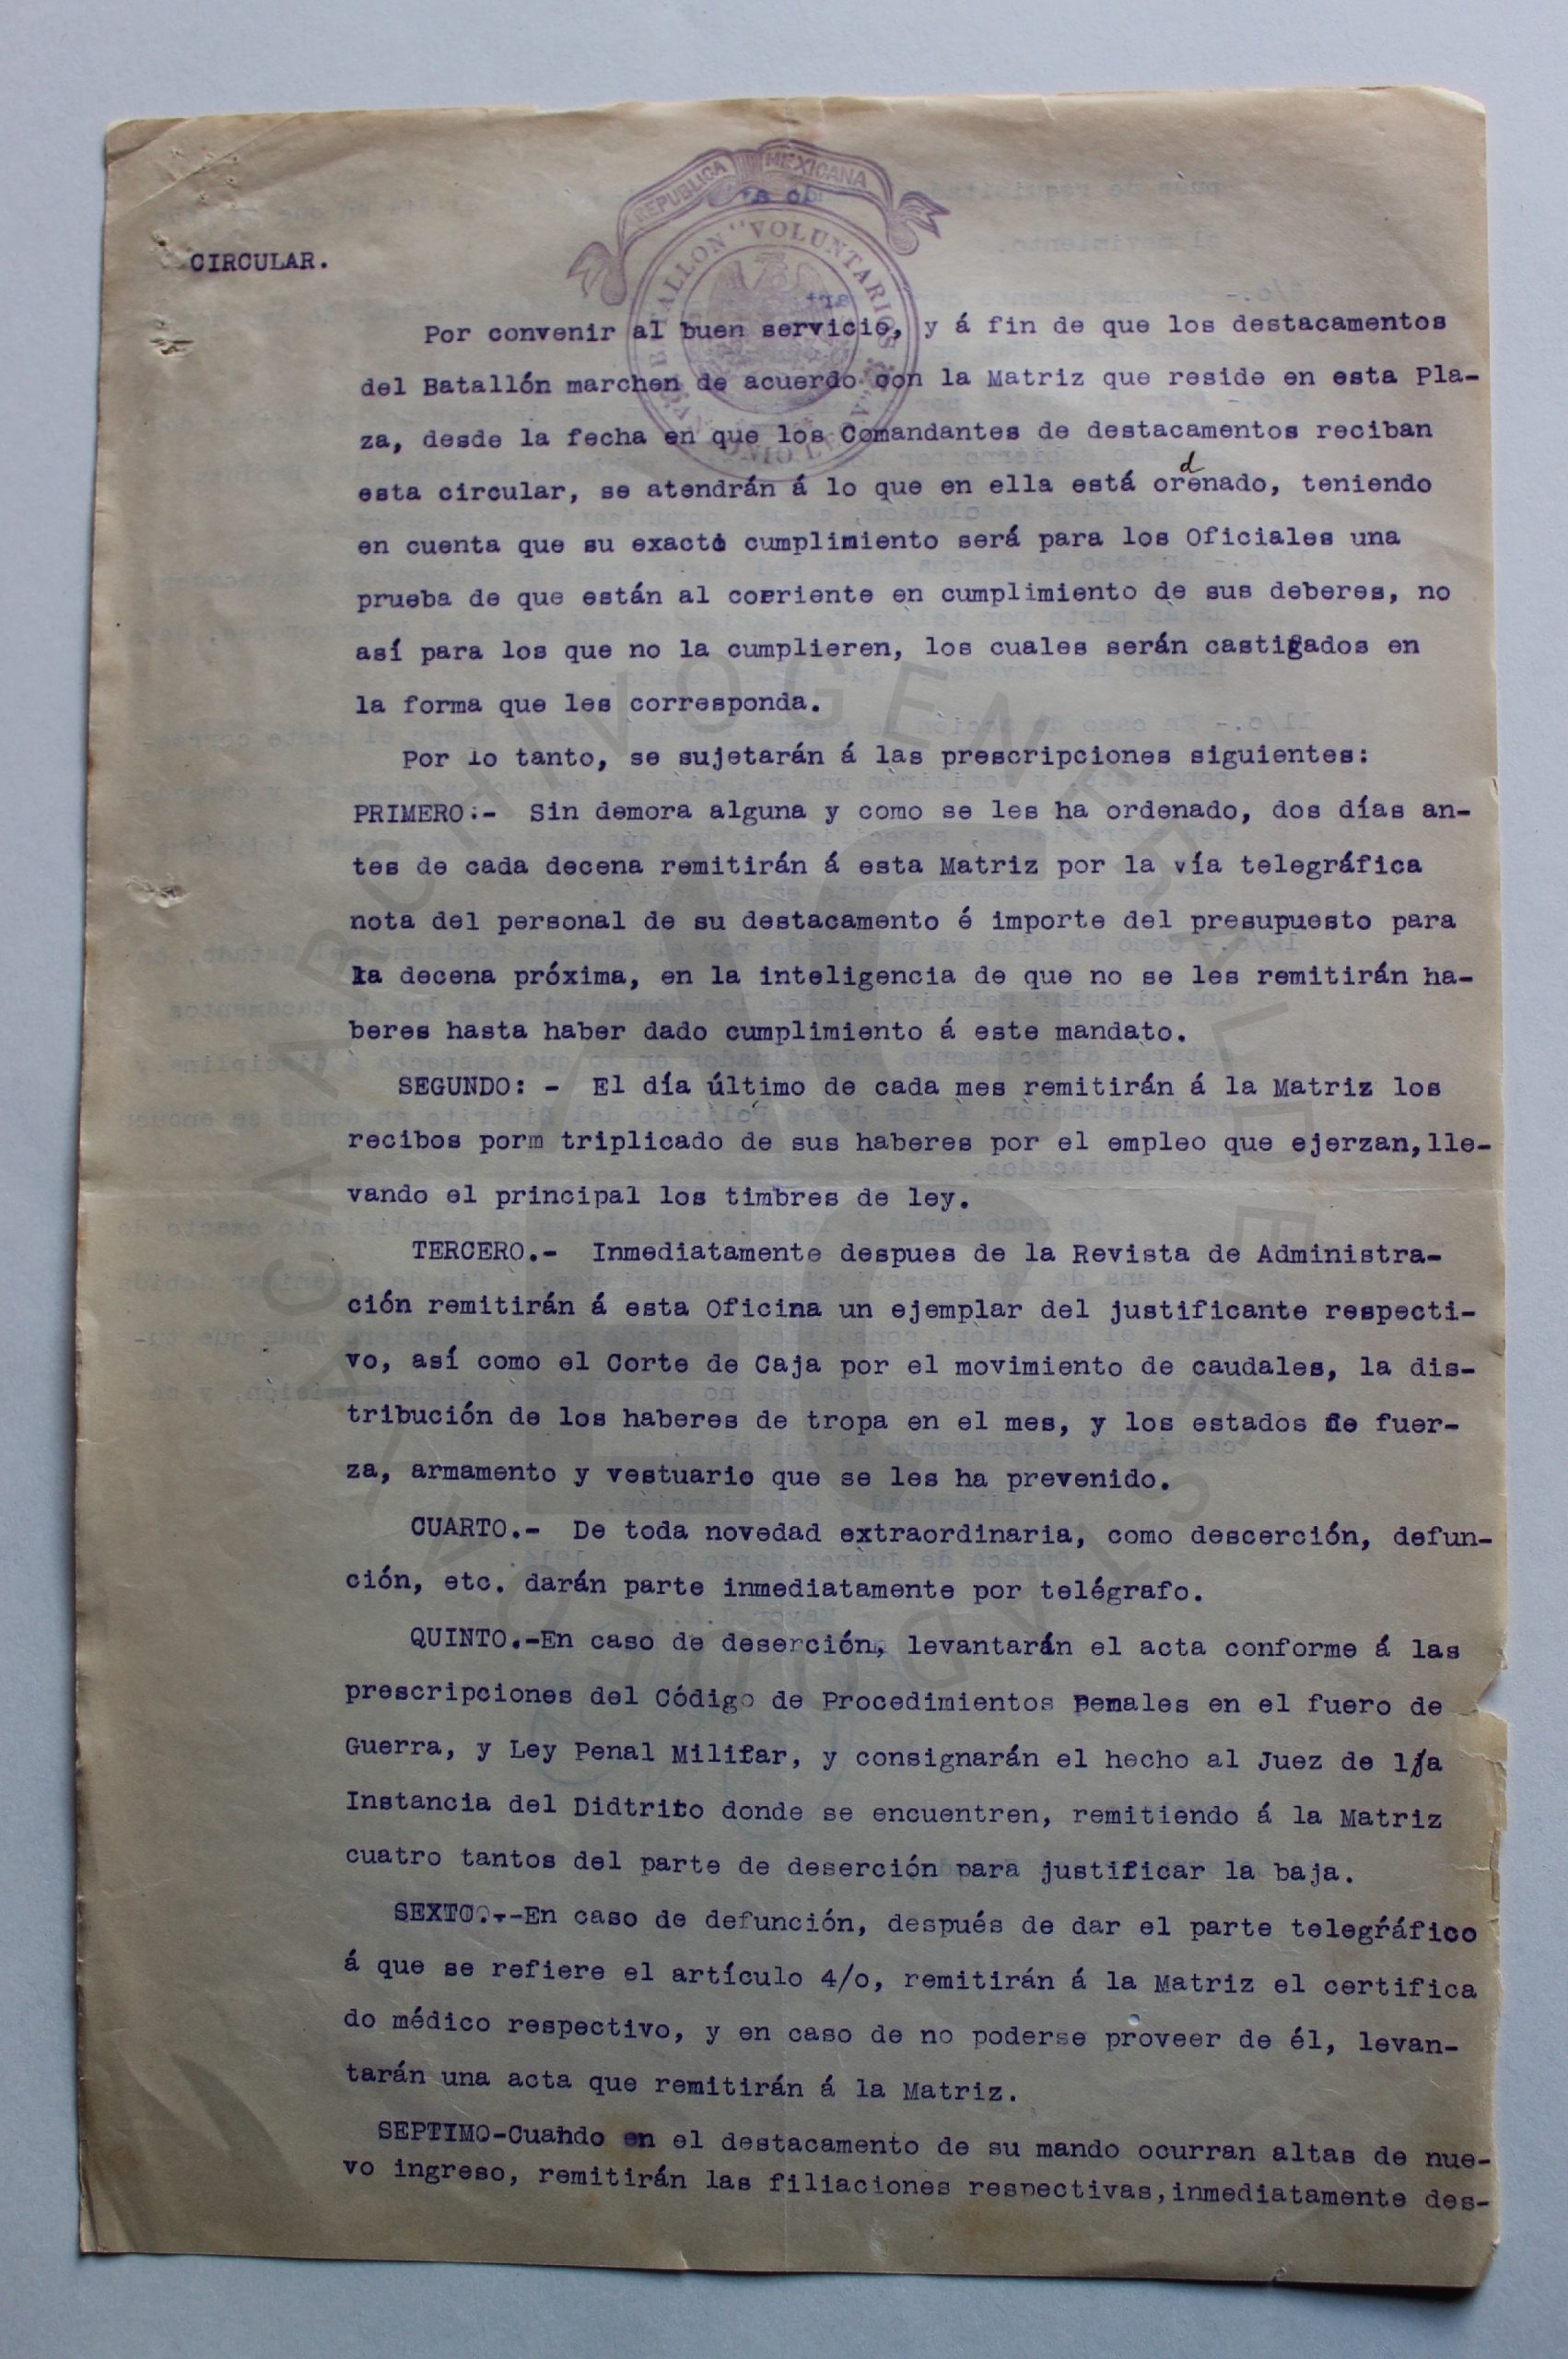 REPUBLICA MEXICANA
BATALLON "VOLUNTARIOS
CIRCULAR.
Por convenir al buen servicio, y á fin de que los destacamentos
del Batallón marchen de acuerdo con la Matriz que reside en esta Pla-
za, desde la fecha en que los Comandantes de destacamentos reciban
esta circular, se atendrán á lo que en ella está ordenado, teniendo
en cuenta que su exacto cumplimiento será para los Oficiales una
prueba de que están al corriente en cumplimiento de sus deberes, no
así para los que no la cumplieren, los cuales serán castigados en
la forma que les corresponda.
Por lo tanto, se sujetarán á las prescripciones siguientes:
PRIMERO:- Sin demora alguna y como se les ha ordenado, dos días an-
tes de cada decena remitirán á esta Matriz por la vía telegráfica
nota del personal de su destacamento é importe del presupuesto para
la decena próxima, en la inteligencia de que no se les remitirán ha-
beres hasta haber dado cumplimiento á este mandato.
SEGUNDO: - El día último de cada mes remitirán á la Matriz los
recibos porm triplicado de sus haberes por el empleo que ejerzan,lle-
vando el principal los timbres de ley.
TERCERO.- Inmediatamente despues de la Revista de Administra-
ción remitirán á esta Oficina un ejemplar del justificante respecti-
vo, así como el Corte de Caja por el movimiento de caudales, la dis-
tribución de los haberes de tropa en el mes, y los estados de fuer-
za, armamento y vestuario que se les ha prevenido.
CUARTO.- De toda novedad extraordinaria, como descerción, defun-
ción, etc. darán parte inmediatamente por telégrafo.
QUINTO.-En caso de deserción, levantarán el acta conforme á las
prescripciones del Código de Procedimientos Penales en el fuero de
Guerra, y Ley Penal Militar, y consignarán el hecho al Juez de 1/a
Instancia del Didtrito donde se encuentren, remitiendo á la Matriz
cuatro tantos del parte de deserción para justificar la baja.
SEXTO.--En caso de defunción, después de dar el parte telegráfico
á que se refiere el artículo 4/o, remitirán á la Matriz el certifica
do médico respectivo, y en caso de no poderse proveer de él, levan-
tarán una acta que remitirán á la Matriz.
SEPTIMO-Cuando en el destacamento de su mando ocurran altas de nue-
vo ingreso, remitirán las filiaciones respectivas,inmediatamente des-